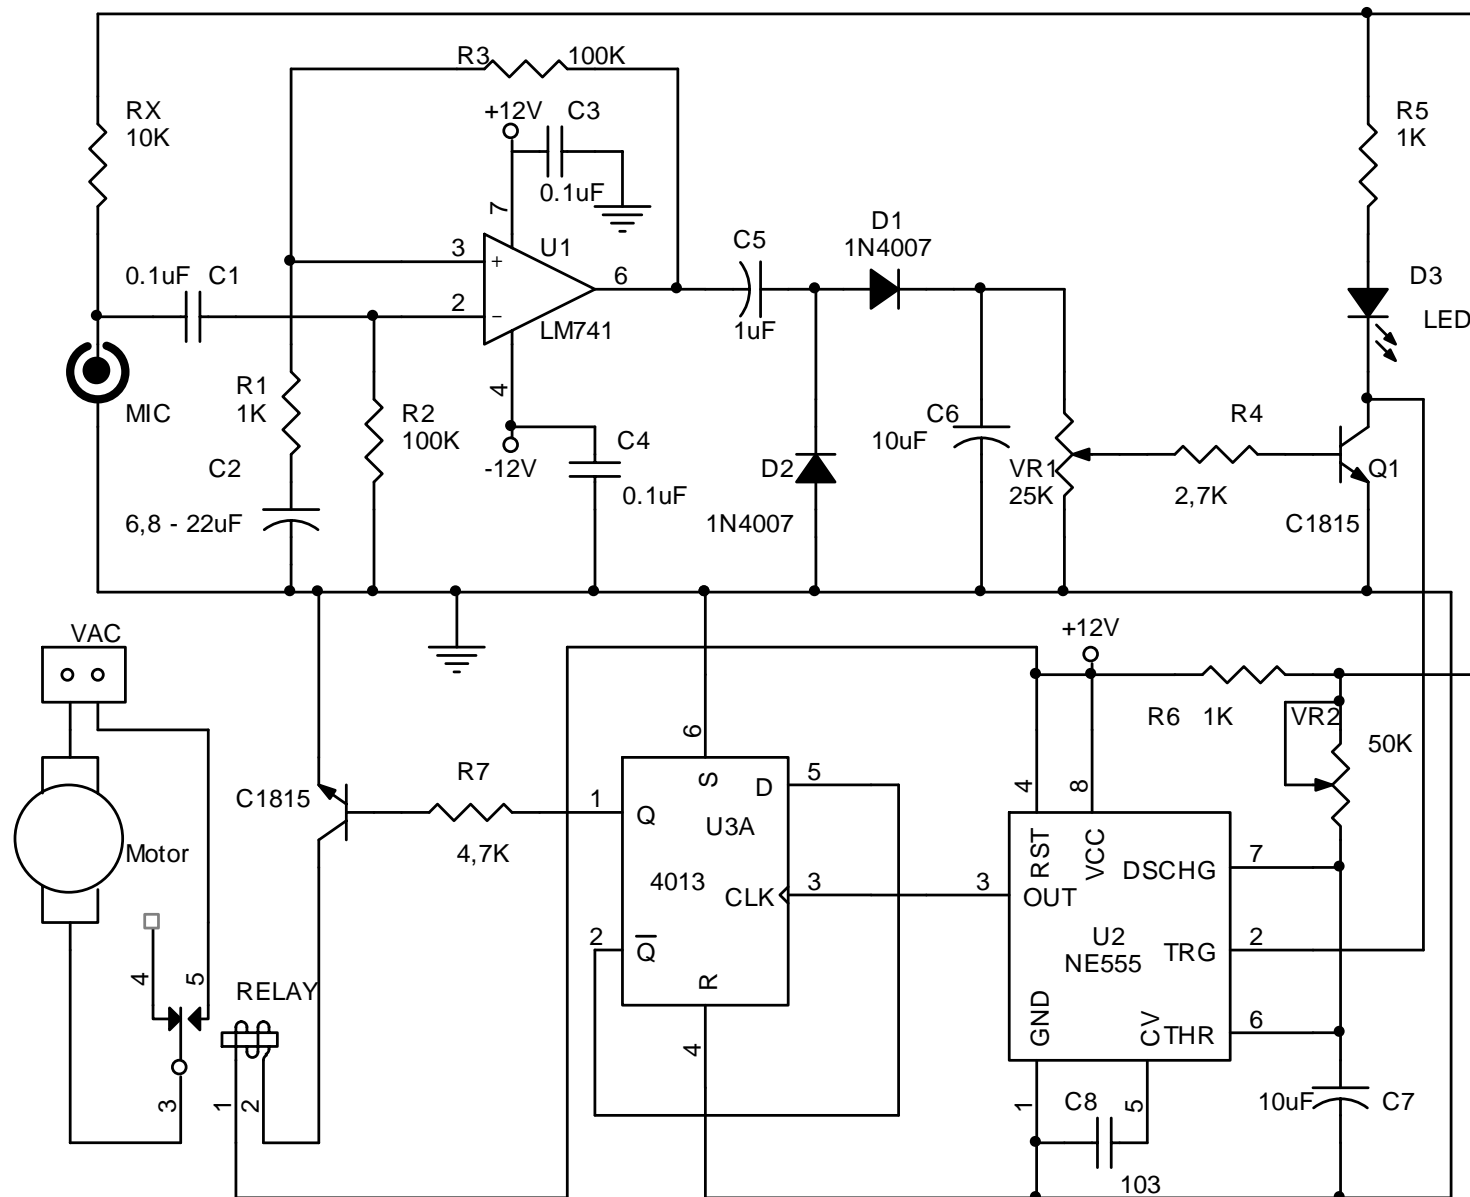 R3 100K
RX
10K
+12V
C3
0.1uF
7
R5
1K
3
+
U1
6
D1
1N4007
C5
0.1uF C1
2
−
LM741
1uF
D3
LED
4
MIC
R1
1K
R2
100K
-12V
C4
0.1uF
C2
6,8 - 22uF
D2
1N4007
C6
10uF
VR1
25K
R4
2,7K
Q1
C1815
VAC
+12V
R6 1K
VR2
50K
6
S
4
8
R7
4,7K
C1815
1
Q
D
5
U3A
4013
CLK
3
3
2
Q
R
4
RST
VCC
DSCHG
7
OUT
U2
NE555
TRG
2
GND
CV
THR
6
Motor
4
5
RELAY
3
1
2
1
C8
5
103
10uF
C7